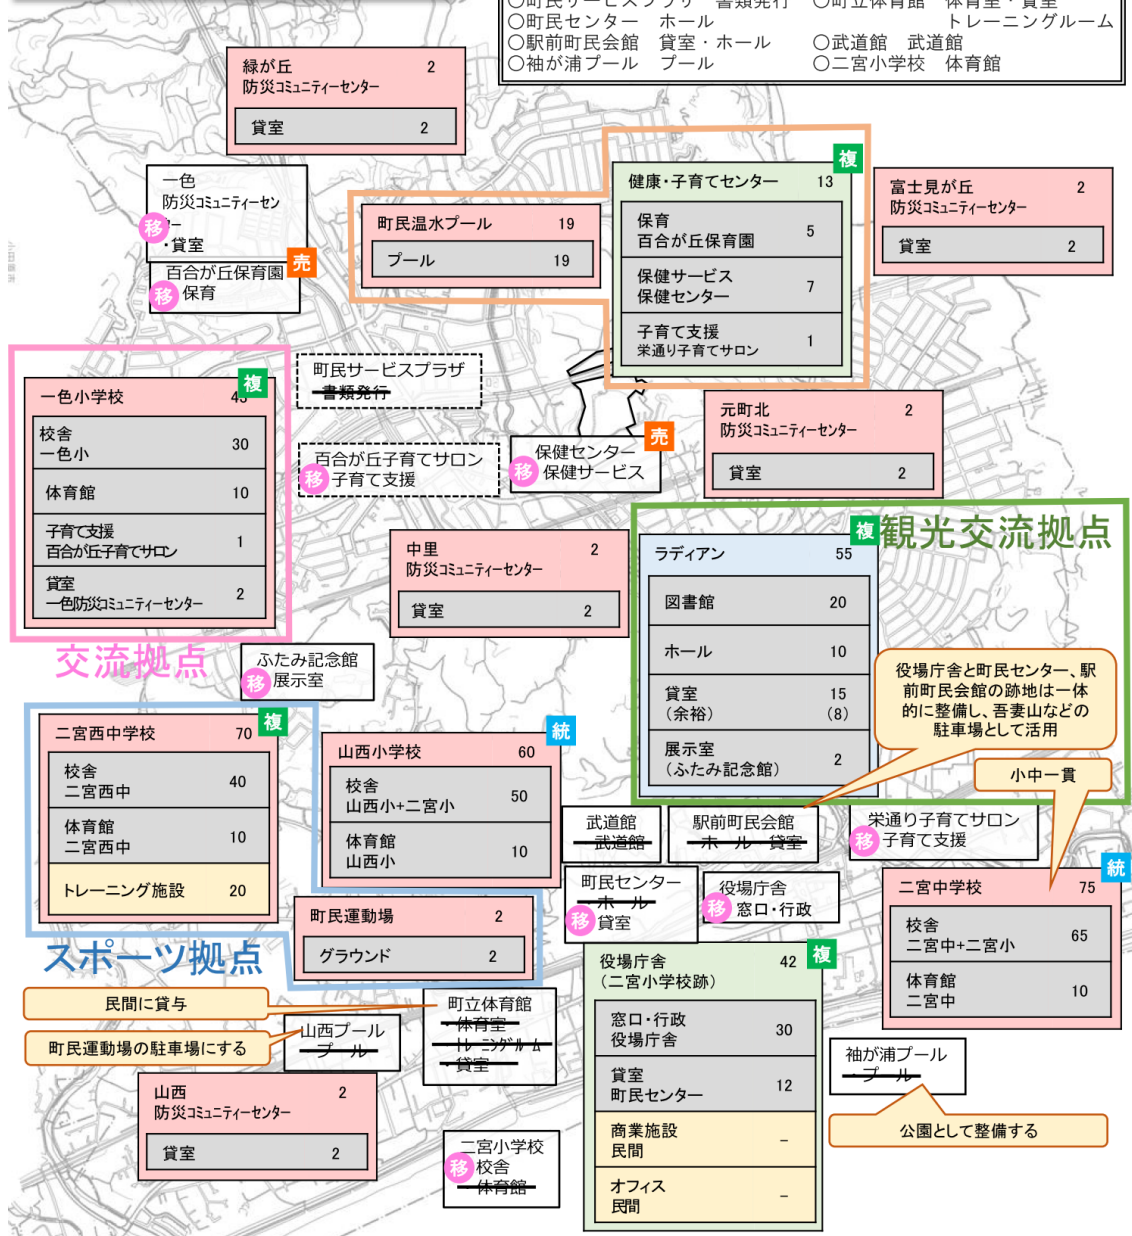 〇町民サービスプラザ　書類発行　〇町立体育館　体育室・貸室
〇町民センター　ホール　　　　　　　　　　　トレーニングルーム
〇駅前町民会館　貸室・ホール　　〇武道館　武道館
〇袖が浦プール　プール　　　　　〇二宮小学校　体育館
緑が丘　2
防災コミュニティーセンター
貸室　2
一色
防災コミュニティーセン
ター
移
・貸室
売
百合が丘保育園
移 保育
町民温水プール　19
プール　19
複
健康・子育てセンター　13
保育
百合が丘保育園　5
保健サービス
保健センター　7
子育て支援
栄通り子育てサロン　1
富士見が丘　2
防災コミュニティーセンター
貸室　2
複
一色小学校　43
校舎
一色小　30
体育館　10
子育て支援
百合が丘子育てサロン　1
貸室
一色防災コミュニティーセンター　2
交流拠点
町民サービスプラザ
・書類発行
百合が丘子育てサロン
移 子育て支援
売
保健センター
移 保健サービス
元町北　2
防災コミュニティーセンター
貸室　2
中里　2
防災コミュニティーセンター
貸室　2
複 観光交流拠点
ラディアン　55
図書館　20
ホール　10
貸室　15
（余裕）　(8)
展示室
（ふたみ記念館）　2
役場庁舎と町民センター、駅
前町民会館の跡地は一体
的に整備し、吾妻山などの
駐車場として活用
小中一貫
ふたみ記念館
移 展示室
複
二宮西中学校　70
校舎
二宮西中　40
体育館
二宮西中　10
トレーニング施設　20
スポーツ拠点
統
山西小学校　60
校舎
山西小+二宮小　50
体育館
山西小　10
町民運動場　2
グラウンド　2
武道館
・武道館
駅前町民会館
・ホール・貸室
栄通り子育てサロン
移 子育て支援
町民センター
・ホール
移 貸室
役場庁舎
移 窓口・行政
統
二宮中学校　75
校舎
二宮中+二宮小　65
体育館
二宮中　10
複
役場庁舎　42
（二宮小学校跡）
窓口・行政
役場庁舎　30
貸室
町民センター　12
商業施設
民間　－
オフィス
民間　－
民間に貸与
町民運動場の駐車場にする
山西プール
・プール
町立体育館
・体育室
・トレーニングルーム
・貸室
山西　2
防災コミュニティーセンター
貸室　2
二宮小学校
移 校舎
・体育館
袖が浦プール
・プール
公園として整備する